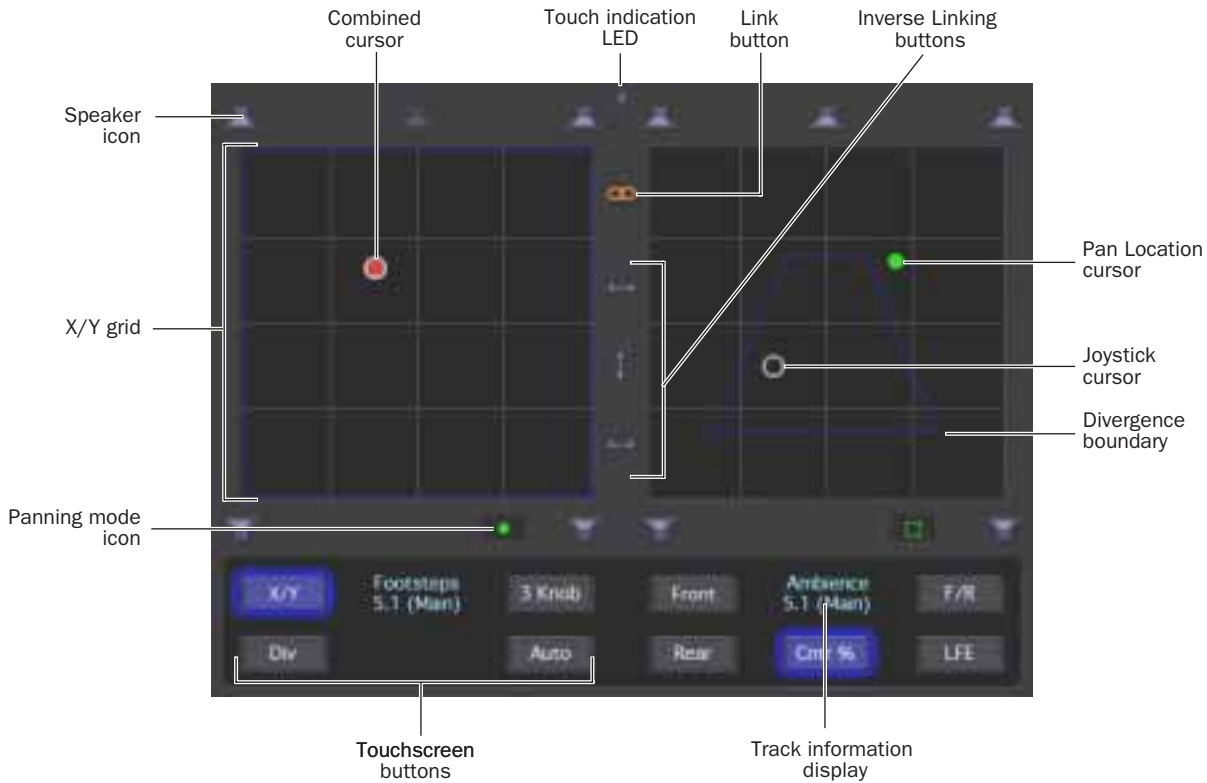 Combined
cursor
Touch indication
LED
Link
button
Inverse Linking
buttons
Speaker
icon
Pan Location
cursor
X/Y grid
Joystick
cursor
Divergence
boundary
Panning mode
icon
X/Y
Footsteps
5.1 (Main)
3 Knob
Front
Ambience
5.1 (Main)
F/R
Div
Auto
Rear
Cntr %
LFE
Touchscreen
buttons
Track information
display